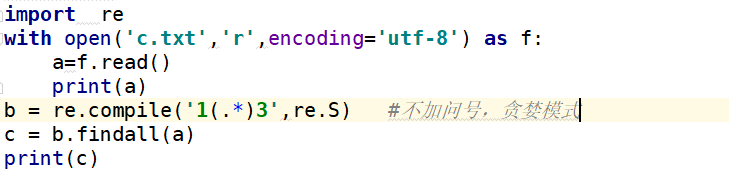 import  re
with open('c.txt','r',encoding='utf-8') as f:
    a=f.read()
    print(a)
b = re.compile('1(.*)3',re.S)   #不加问号，贪婪模式
c = b.findall(a)
print(c)